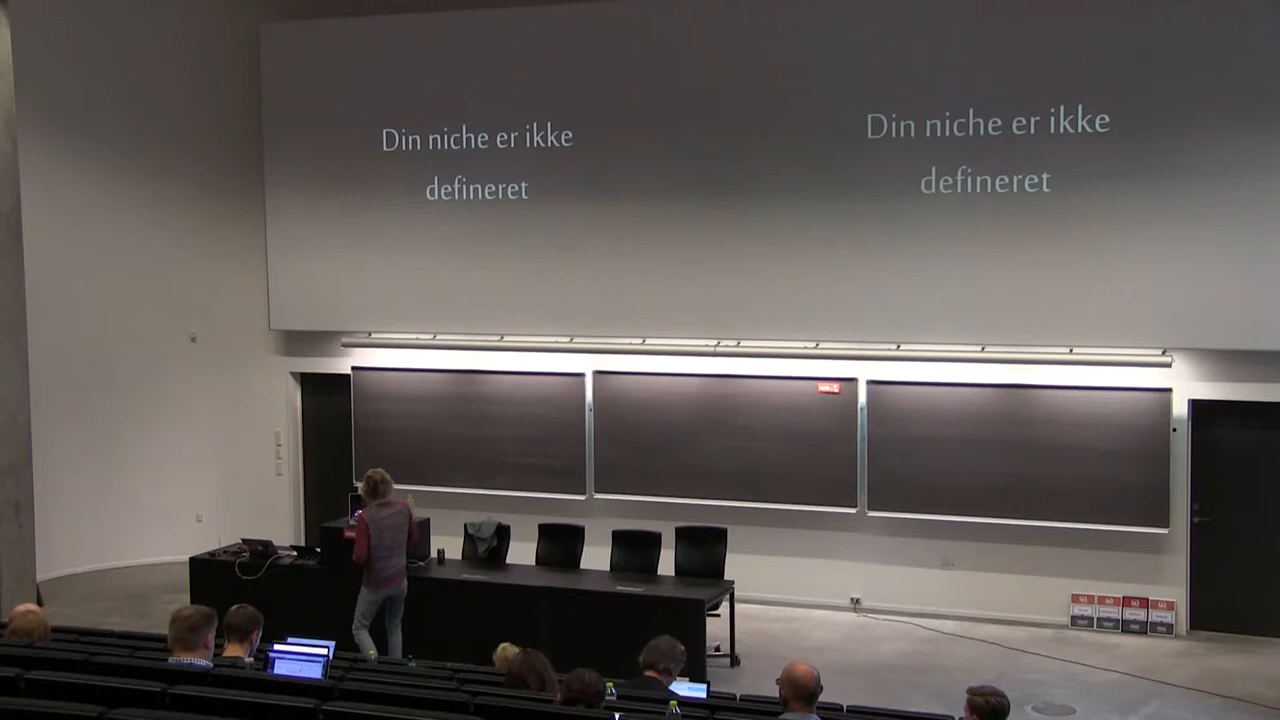 Din niche er ikke
defineret
Din niche er ikke
defineret